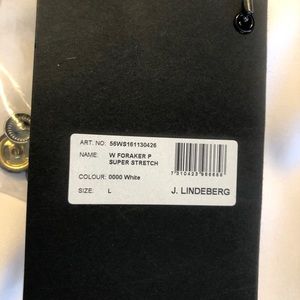 ART. NO: 56WS161130426
NAME: W FORAKER P
SUPER STRETCH
COLOUR: 0000 White
SIZE: L
J. LINDEBERG